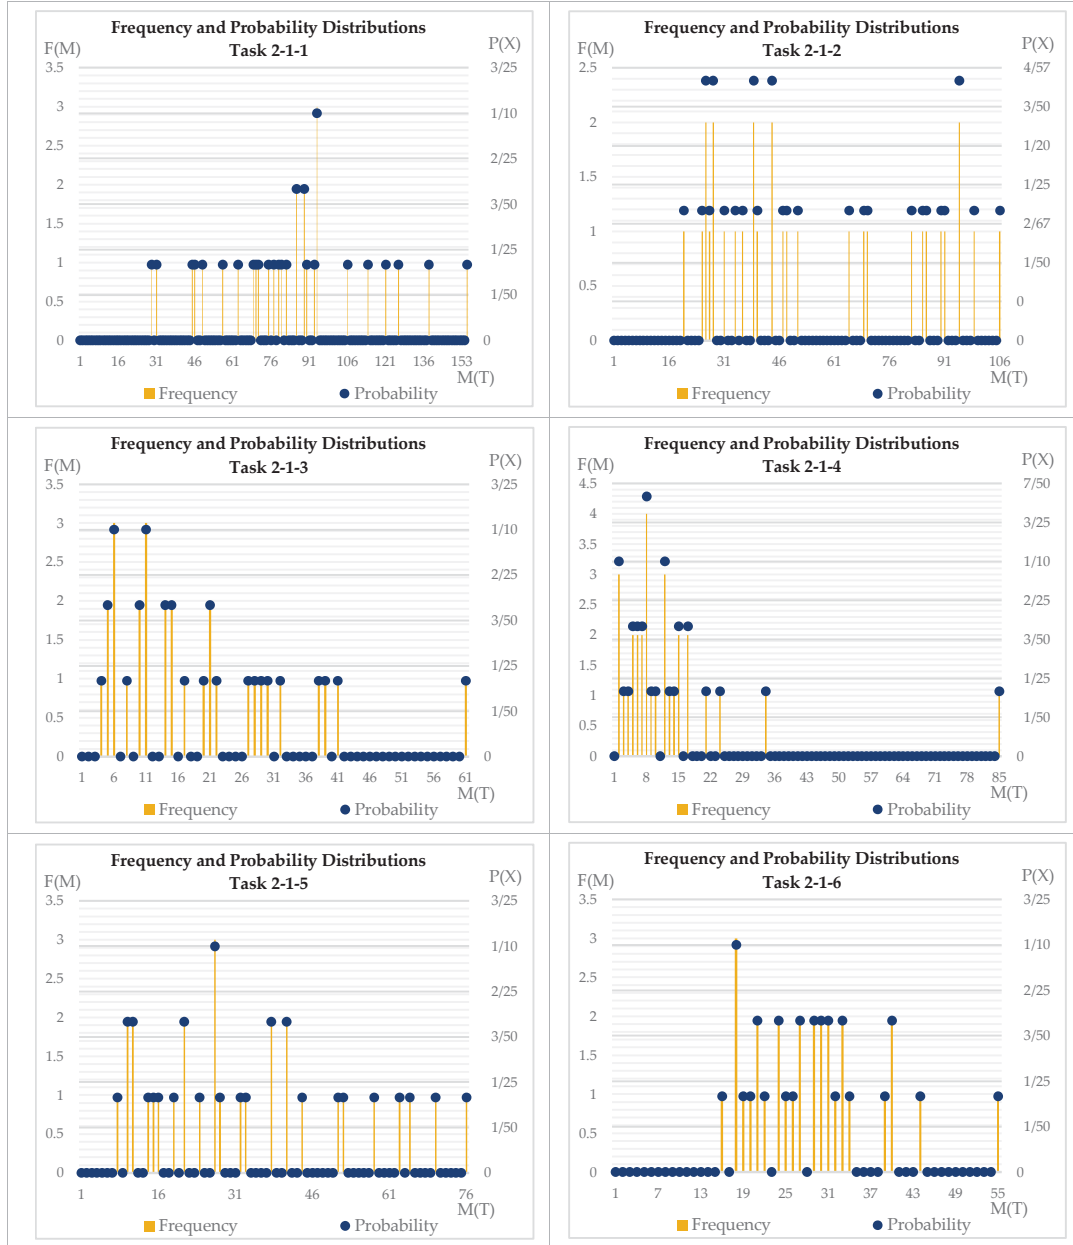 Frequency and Probability Distributions
Task 2-1-1
F(M)
P(X)
3.5
3
2.5
2
1.5
1
0.5
0
3/25
1/10
2/25
3/50
1/25
1/50
0
1 16 31 46 61 76 91 106 121 136 153
M(T)
Frequency Probability
Frequency and Probability Distributions
Task 2-1-2
F(M)
P(X)
2.5
2
1.5
1
0.5
0
4/57
3/50
1/20
1/25
2/67
1/50
0
0
1 16 31 46 61 76 91 106
M(T)
Frequency Probability
Frequency and Probability Distributions
Task 2-1-3
F(M)
P(X)
3.5
3
2.5
2
1.5
1
0.5
0
3/25
1/10
2/25
3/50
1/25
1/50
0
1 6 11 16 21 26 31 36 41 46 51 56 61
M(T)
Frequency Probability
Frequency and Probability Distributions
Task 2-1-4
F(M)
P(X)
4.5
4
3.5
3
2.5
2
1.5
1
0.5
0
7/50
3/25
1/10
2/25
3/50
1/25
1/50
0
1 8 15 22 29 36 43 50 57 64 71 78 85
M(T)
Frequency Probability
Frequency and Probability Distributions
Task 2-1-5
F(M)
P(X)
3.5
3
2.5
2
1.5
1
0.5
0
3/25
1/10
2/25
3/50
1/25
1/50
0
1 16 31 46 61 76
M(T)
Frequency Probability
Frequency and Probability Distributions
Task 2-1-6
F(M)
P(X)
3.5
3
2.5
2
1.5
1
0.5
0
3/25
1/10
2/25
3/50
1/25
1/50
0
1 7 13 19 25 31 37 43 49 55
M(T)
Frequency Probability